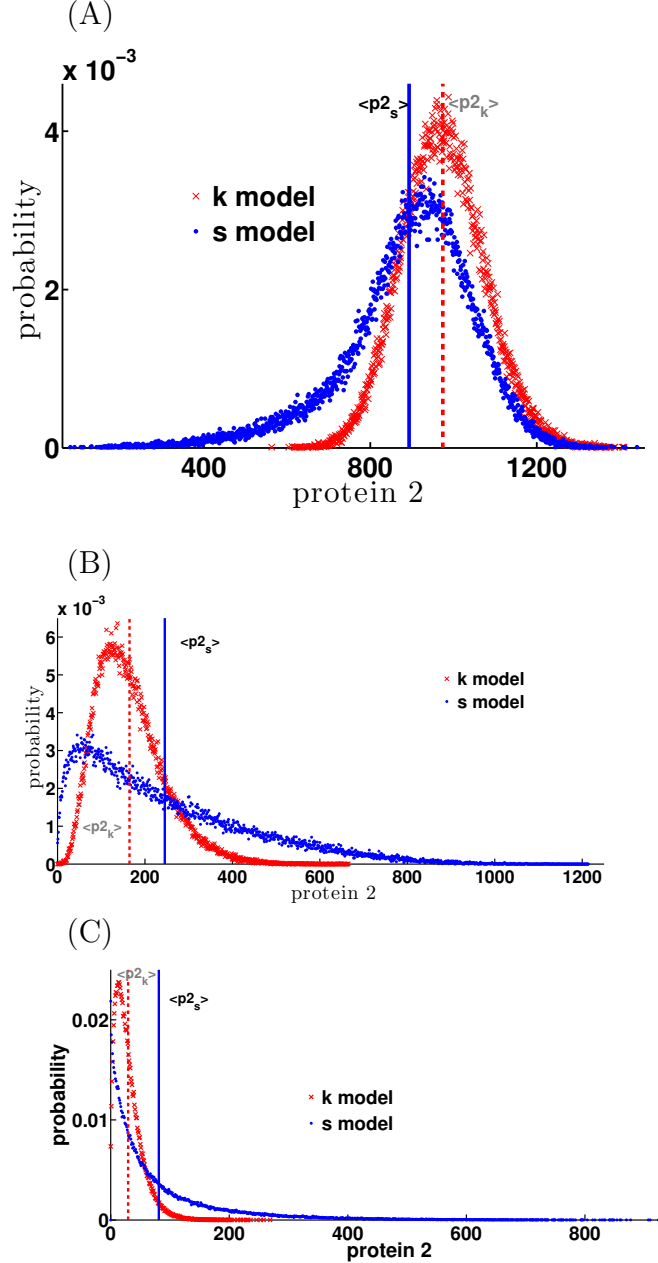 (A)
x 10⁻³
<p2ₛ>
<p2ₖ>
4
k model
s model
2
probability
0
400
800
1200
protein 2
(B)
x 10⁻³
<p2ₛ>
6
5
k model
s model
4
3
2
probability
1
<p2ₖ>
0
0
200
400
600
800
1000
1200
protein 2
(C)
<p2ₖ>
<p2ₛ>
0.02
k model
s model
0.01
probability
0
0
200
400
600
800
protein 2